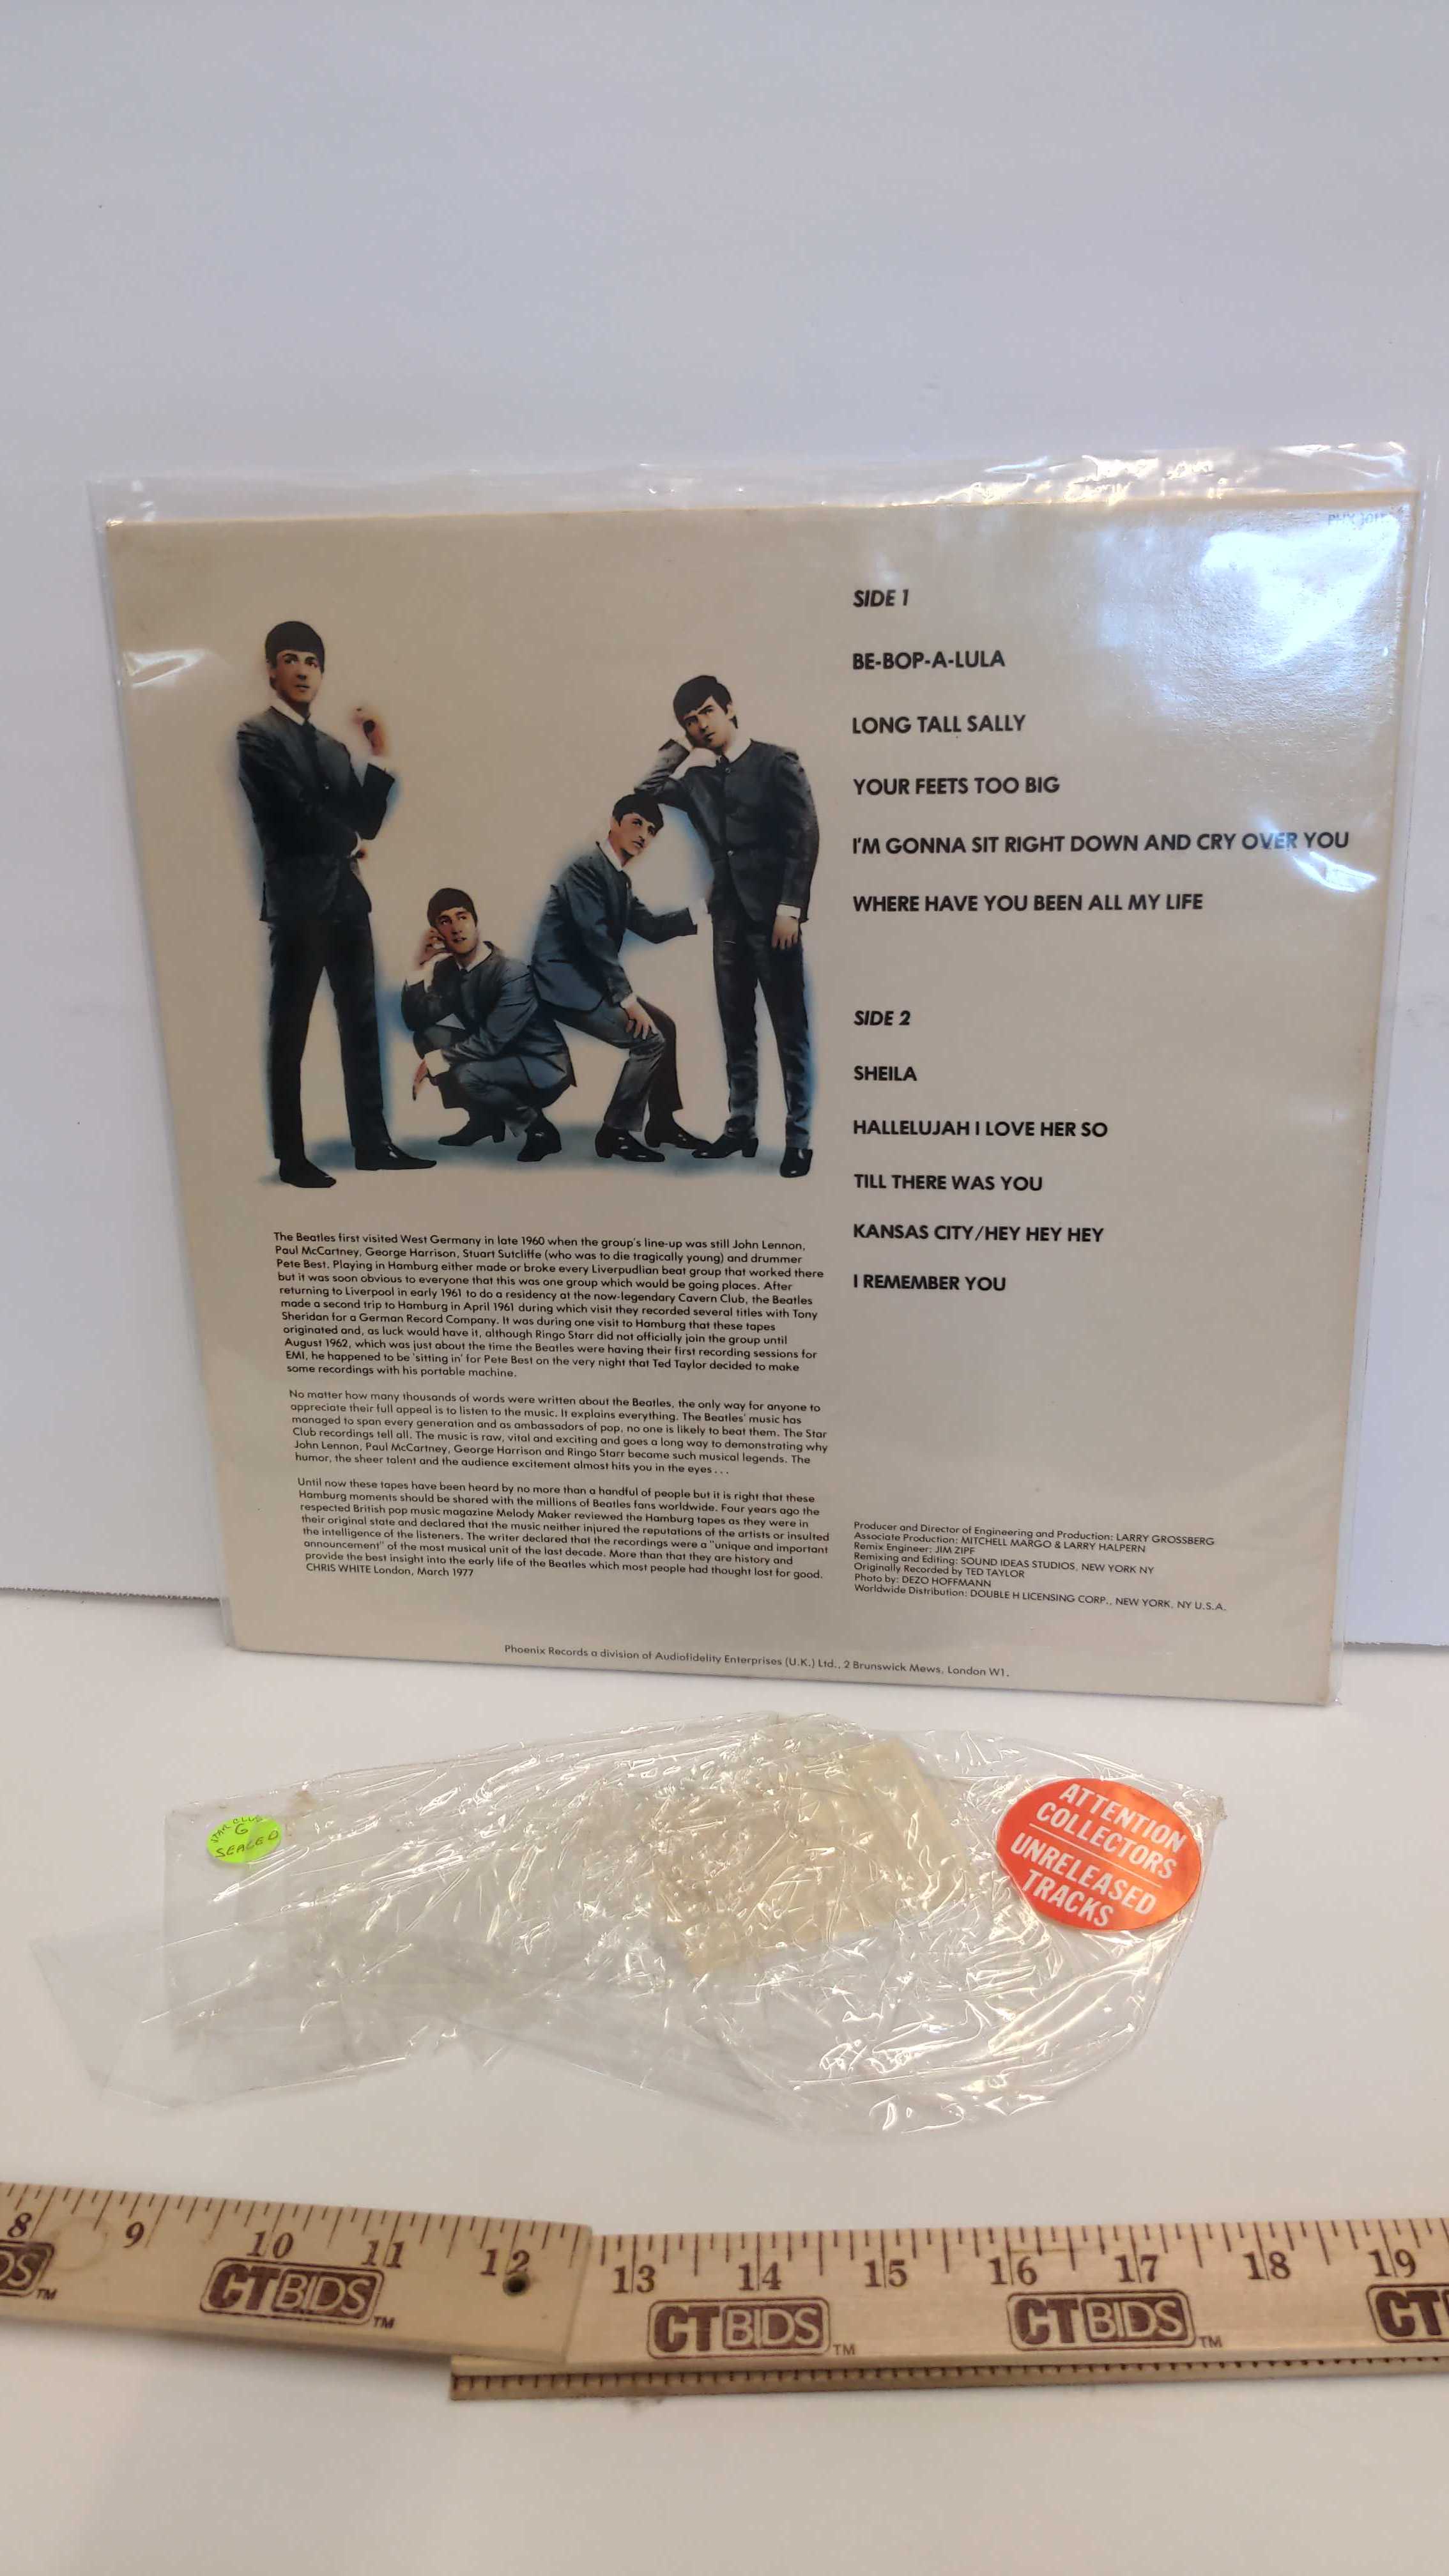 SIDE 1
BE-BOP-A-LULA
LONG TALL SALLY
YOUR FEETS TOO BIG
I'M GONNA SIT RIGHT DOWN AND CRY OVER YOU
WHERE HAVE YOU BEEN ALL MY LIFE
SIDE 2
SHEILA
HALLELUJAH I LOVE HER SO
TILL THERE WAS YOU
KANSAS CITY/HEY HEY HEY
I REMEMBER YOU
The Beatles first visited West Germany in late 1960 when the group's line-up was still John Lennon,
Paul McCartney, George Harrison, Stuart Sutcliffe (who was to die tragically young) and drummer
Pete Best. Playing in Hamburg either made or broke every Liverpudlian beat group that worked there
but it was soon obvious to everyone that this was one group which would be going places. After
returning to Liverpool in early 1961 to do a residency at the now-legendary Cavern Club, the Beatles
made a second trip to Hamburg in April 1961 during which visit they recorded several titles with Tony
Sheridan for a German Record Company. It was during one visit to Hamburg that these tapes
originated and, as luck would have it, although Ringo Starr did not officially join the group until
August 1962, which was just about the time the Beatles were having their first recording sessions for
EMI, he happened to be 'sitting in' for Pete Best on the very night that Ted Taylor decided to make
some recordings with his portable machine.
No matter how many thousands of words were written about the Beatles, the only way for anyone to
appreciate their full appeal is to listen to the music. It explains everything. The Beatles' music has
managed to span every generation and as ambassadors of pop, no one is likely to beat them. The Star
Club recordings tell all. The music is raw, vital and exciting and goes a long way to demonstrating why
John Lennon, Paul McCartney, George Harrison and Ringo Starr became such musical legends. The
humor, the sheer talent and the audience excitement almost hits you in the eyes...
Until now these tapes have been heard by no more than a handful of people but it is right that these
Hamburg moments should be shared with the millions of Beatles fans worldwide. Four years ago the
respected British pop music magazine Melody Maker reviewed the Hamburg tapes as they were in
their original state and declared that the music neither injured the reputations of the artists or insulted
the intelligence of the listeners. The writer declared that the recordings were a "unique and important
announcement" of the most musical unit of the last decade. More than that they are history and
provide the best insight into the early life of the Beatles which most people had thought lost for good.
CHRIS WHITE London, March 1977
Producer and Director of Engineering and Production: LARRY GROSSBERG
Associate Production: MITCHELL MARGO & LARRY HALPERN
Remix Engineer: JIM ZIPF
Remixing and Editing: SOUND IDEAS STUDIOS, NEW YORK NY
Originally Recorded by TED TAYLOR
Photo by: DEZO HOFFMANN
Worldwide Distribution: DOUBLE H LICENSING CORP., NEW YORK, NY U.S.A.
Phoenix Records a division of Audiofidelity Enterprises (U.K.) Ltd., 2 Brunswick Mews, London W1.
STAR CLUB
6
SEALED
ATTENTION
COLLECTORS
UNRELEASED
TRACKS
8 9 10 11 12 13 14 15 16 17 18 19
CTBIDS™ CTBIDS™ CTBIDS™